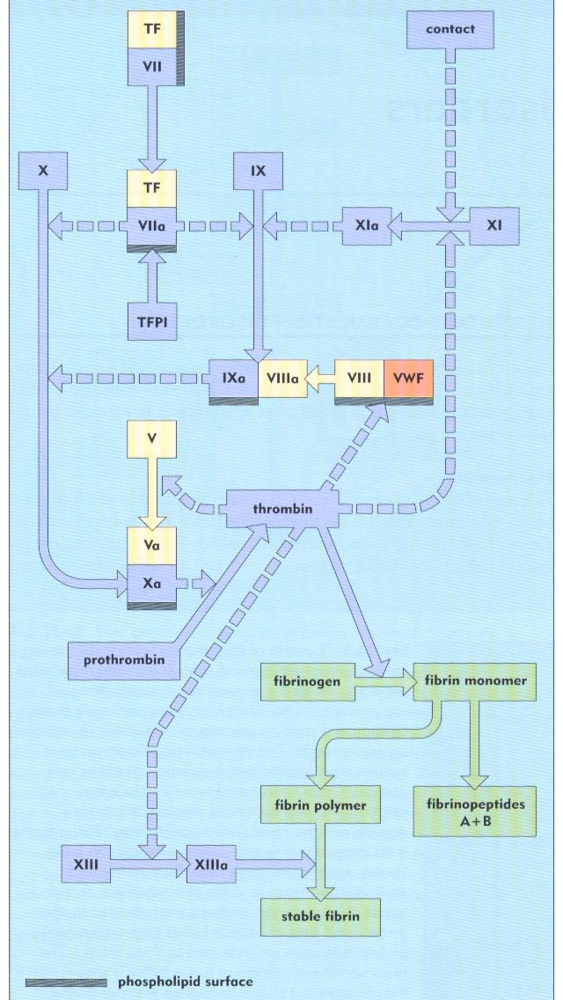 TF
contact
VII
X
IX
TF
VIIa
XIa
XI
TFPI
IXa
VIIIa
VIII
VWF
V
thrombin
Va
Xa
prothrombin
fibrinogen
fibrin monomer
fibrin polymer
fibrinopeptides
A+B
XIII
XIIIa
stable fibrin
phospholipid surface